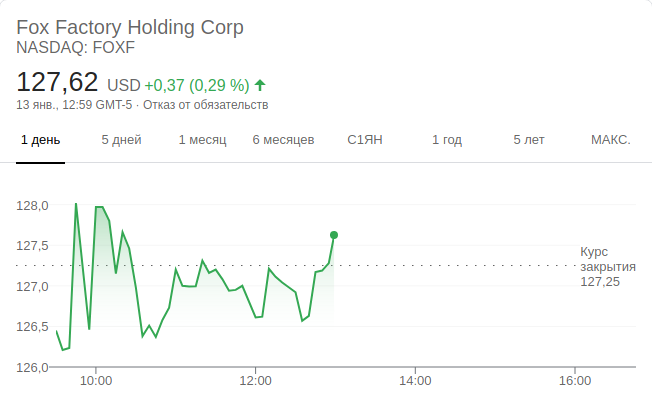 Fox Factory Holding Corp
NASDAQ: FOXF
127,62 USD +0,37 (0,29 %)
13 янв., 12:59 GMT-5 · Отказ от обязательств
1 день 5 дней 1 месяц 6 месяцев С1ЯН 1 год 5 лет МАКС.
128,0
127,5
Курс
закрытия
127,25
127,0
126,5
126,0
10:00 12:00 14:00 16:00